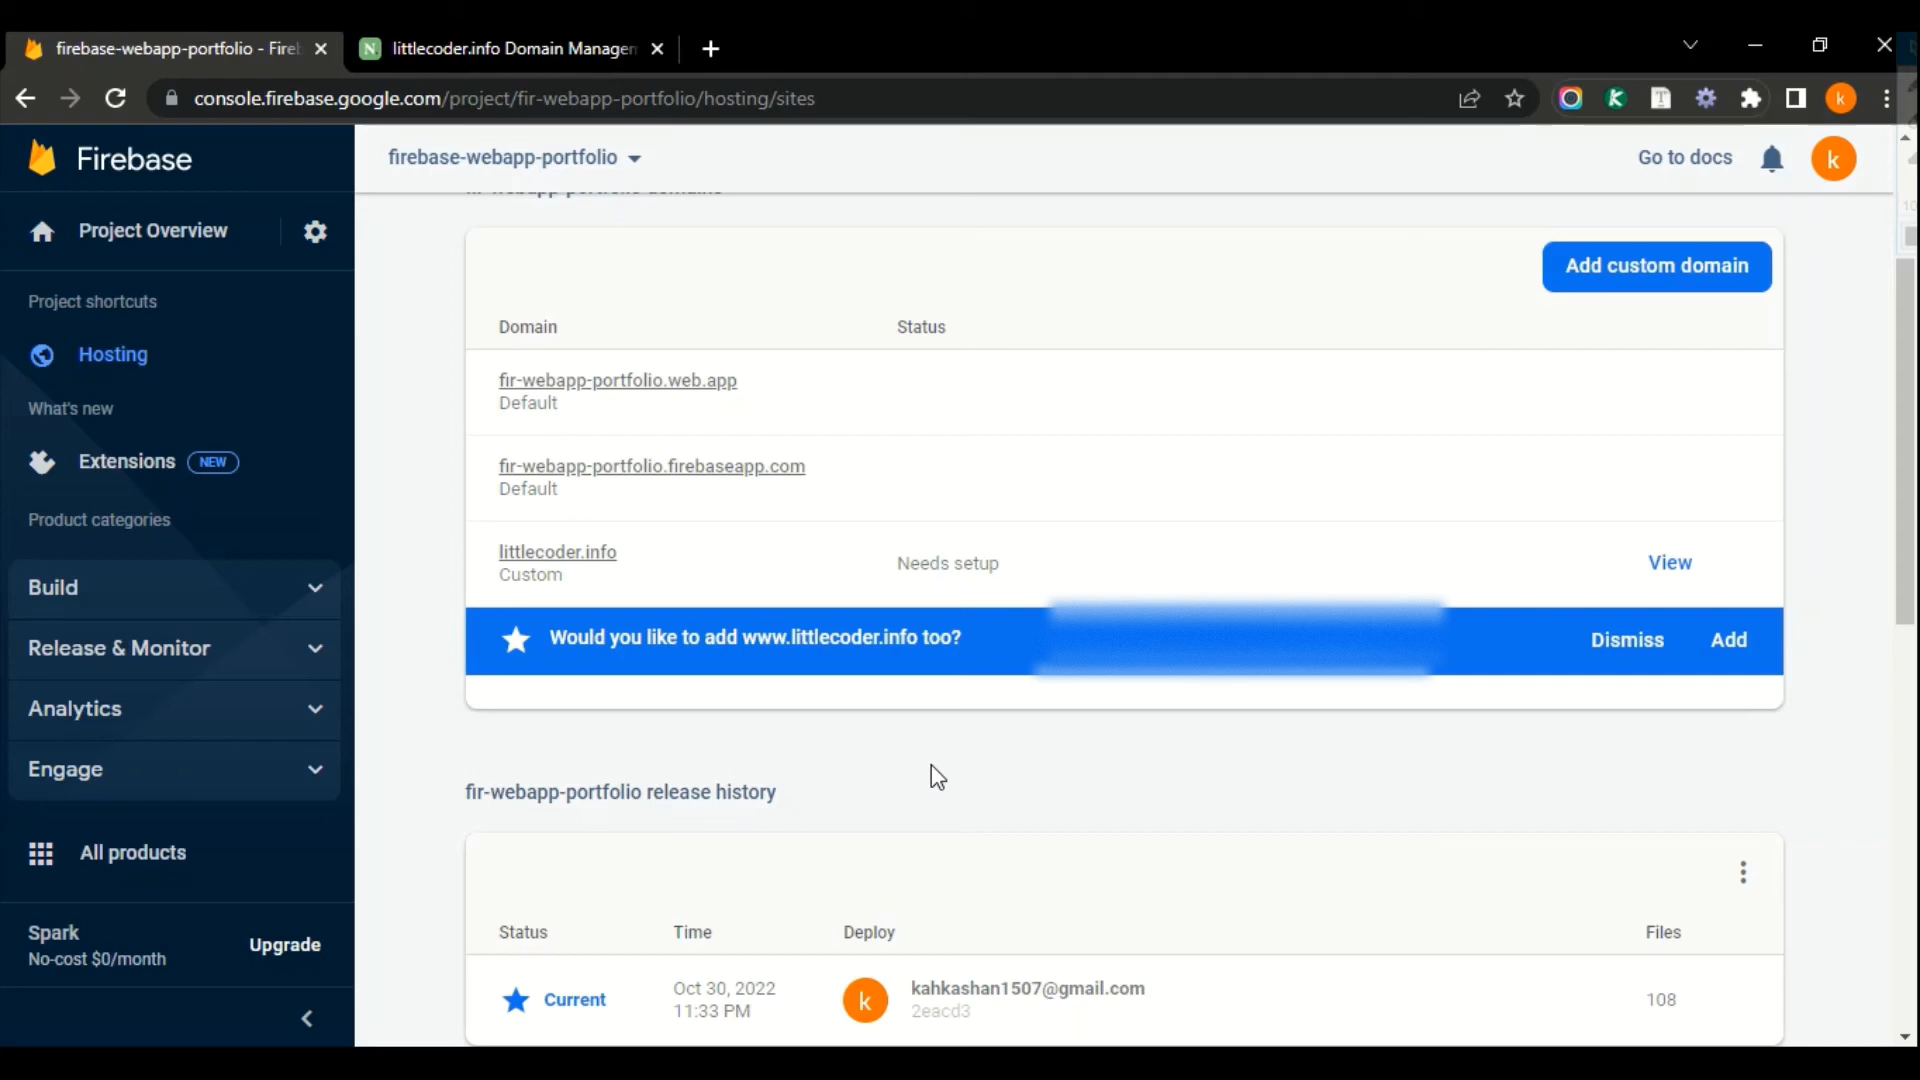 firebase-webapp-portfolio - Fire
littlecoder.info Domain Managem
console.firebase.google.com/project/fir-webapp-portfolio/hosting/sites
Firebase
Project Overview
Project shortcuts
Hosting
What's new
Extensions NEW
Product categories
Build
Release & Monitor
Analytics
Engage
All products
Spark
No-cost $0/month
Upgrade
firebase-webapp-portfolio
Go to docs
k
k
fir-webapp-portfolio domains
Add custom domain
Domain Status
fir-webapp-portfolio.web.app
Default
fir-webapp-portfolio.firebaseapp.com
Default
littlecoder.info
Custom
Needs setup
View
Would you like to add www.littlecoder.info too?
Dismiss Add
fir-webapp-portfolio release history
Status Time Deploy Files
Current
Oct 30, 2022
11:33 PM
k
kahkashan1507@gmail.com
2eacd3
108